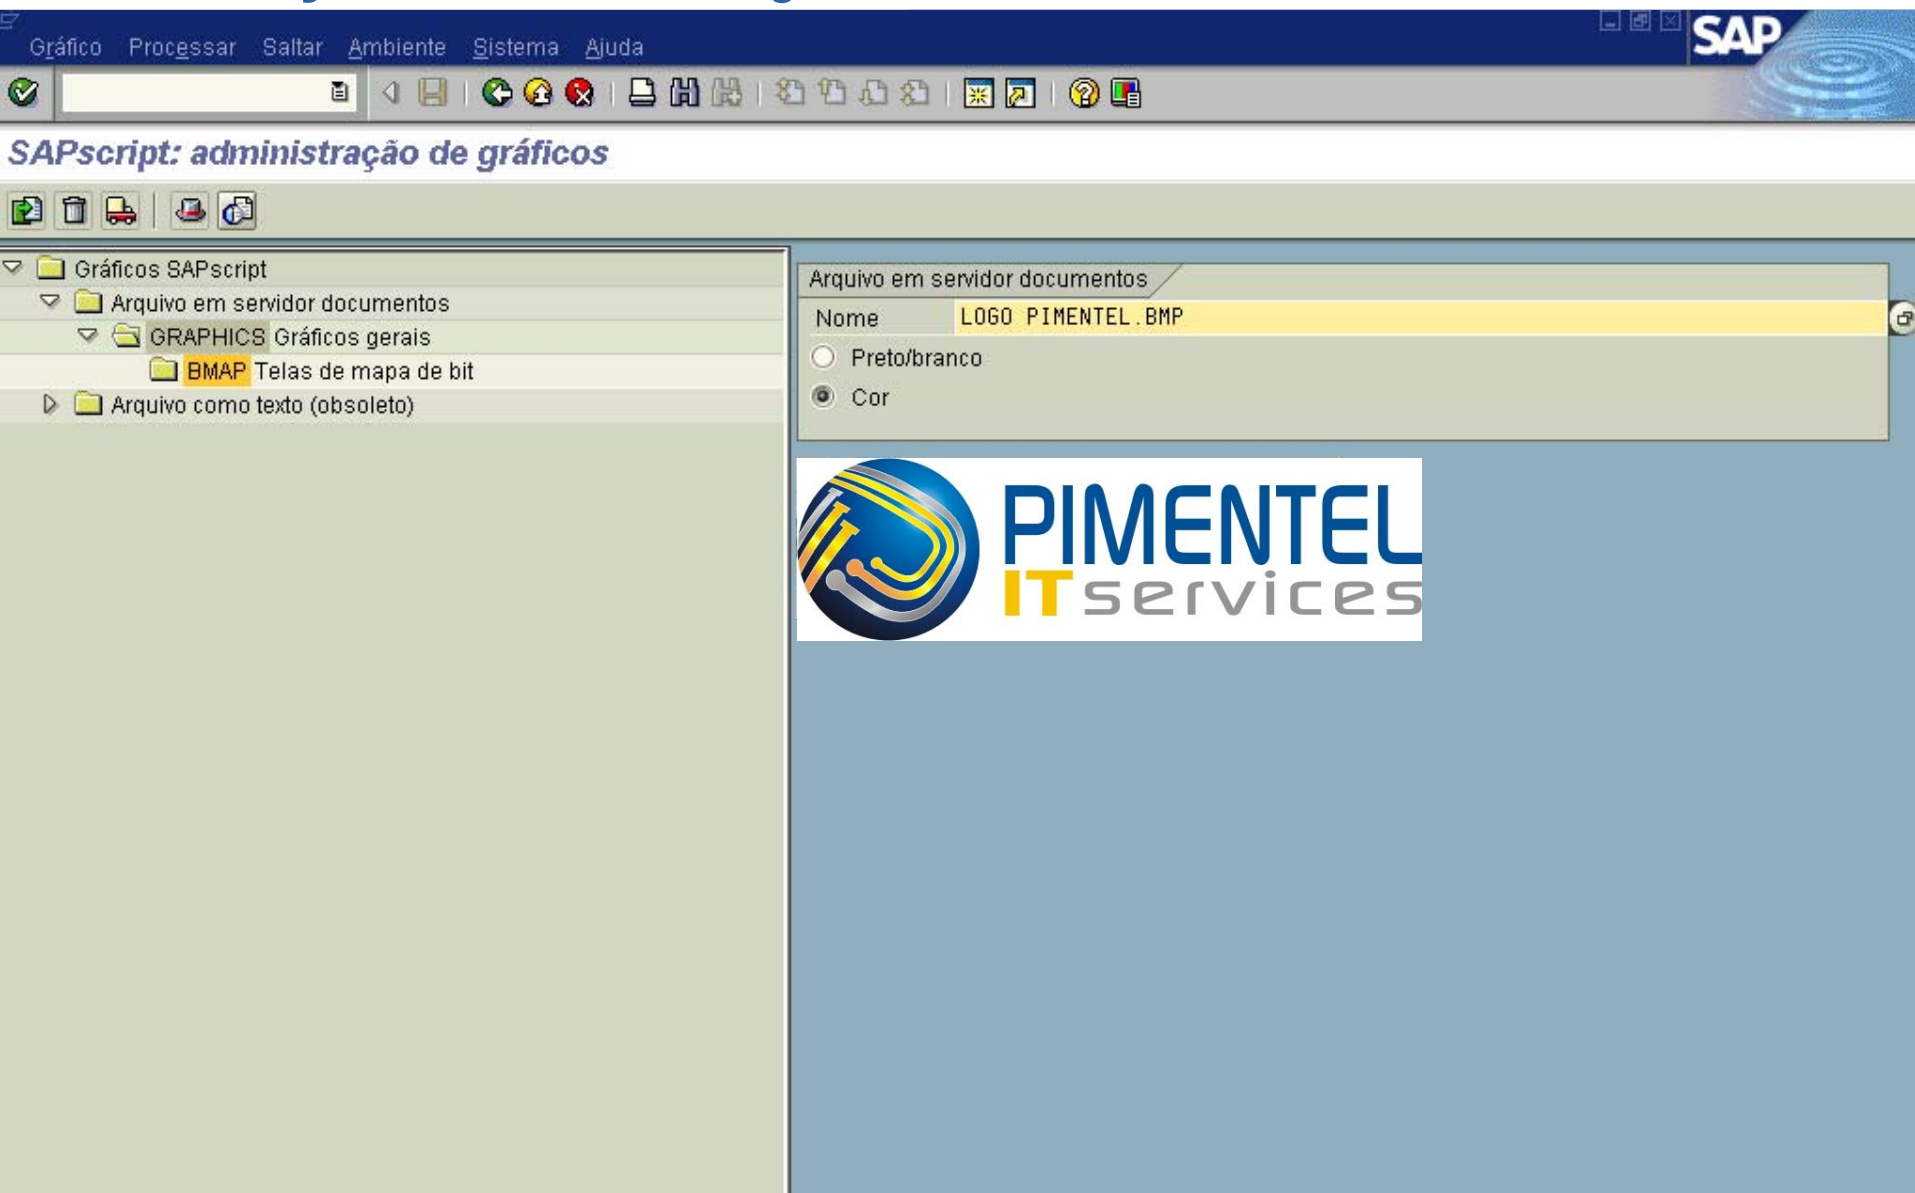 Gráfico Processar Saltar Ambiente Sistema Ajuda
SAP
SAPscript: administração de gráficos
Gráficos SAPscript
Arquivo em servidor documentos
GRAPHICS Gráficos gerais
BMAP Telas de mapa de bit
Arquivo como texto (obsoleto)
Arquivo em servidor documentos
Nome LOGO PIMENTEL.BMP
Preto/branco
Cor
PIMENTEL
ITservices